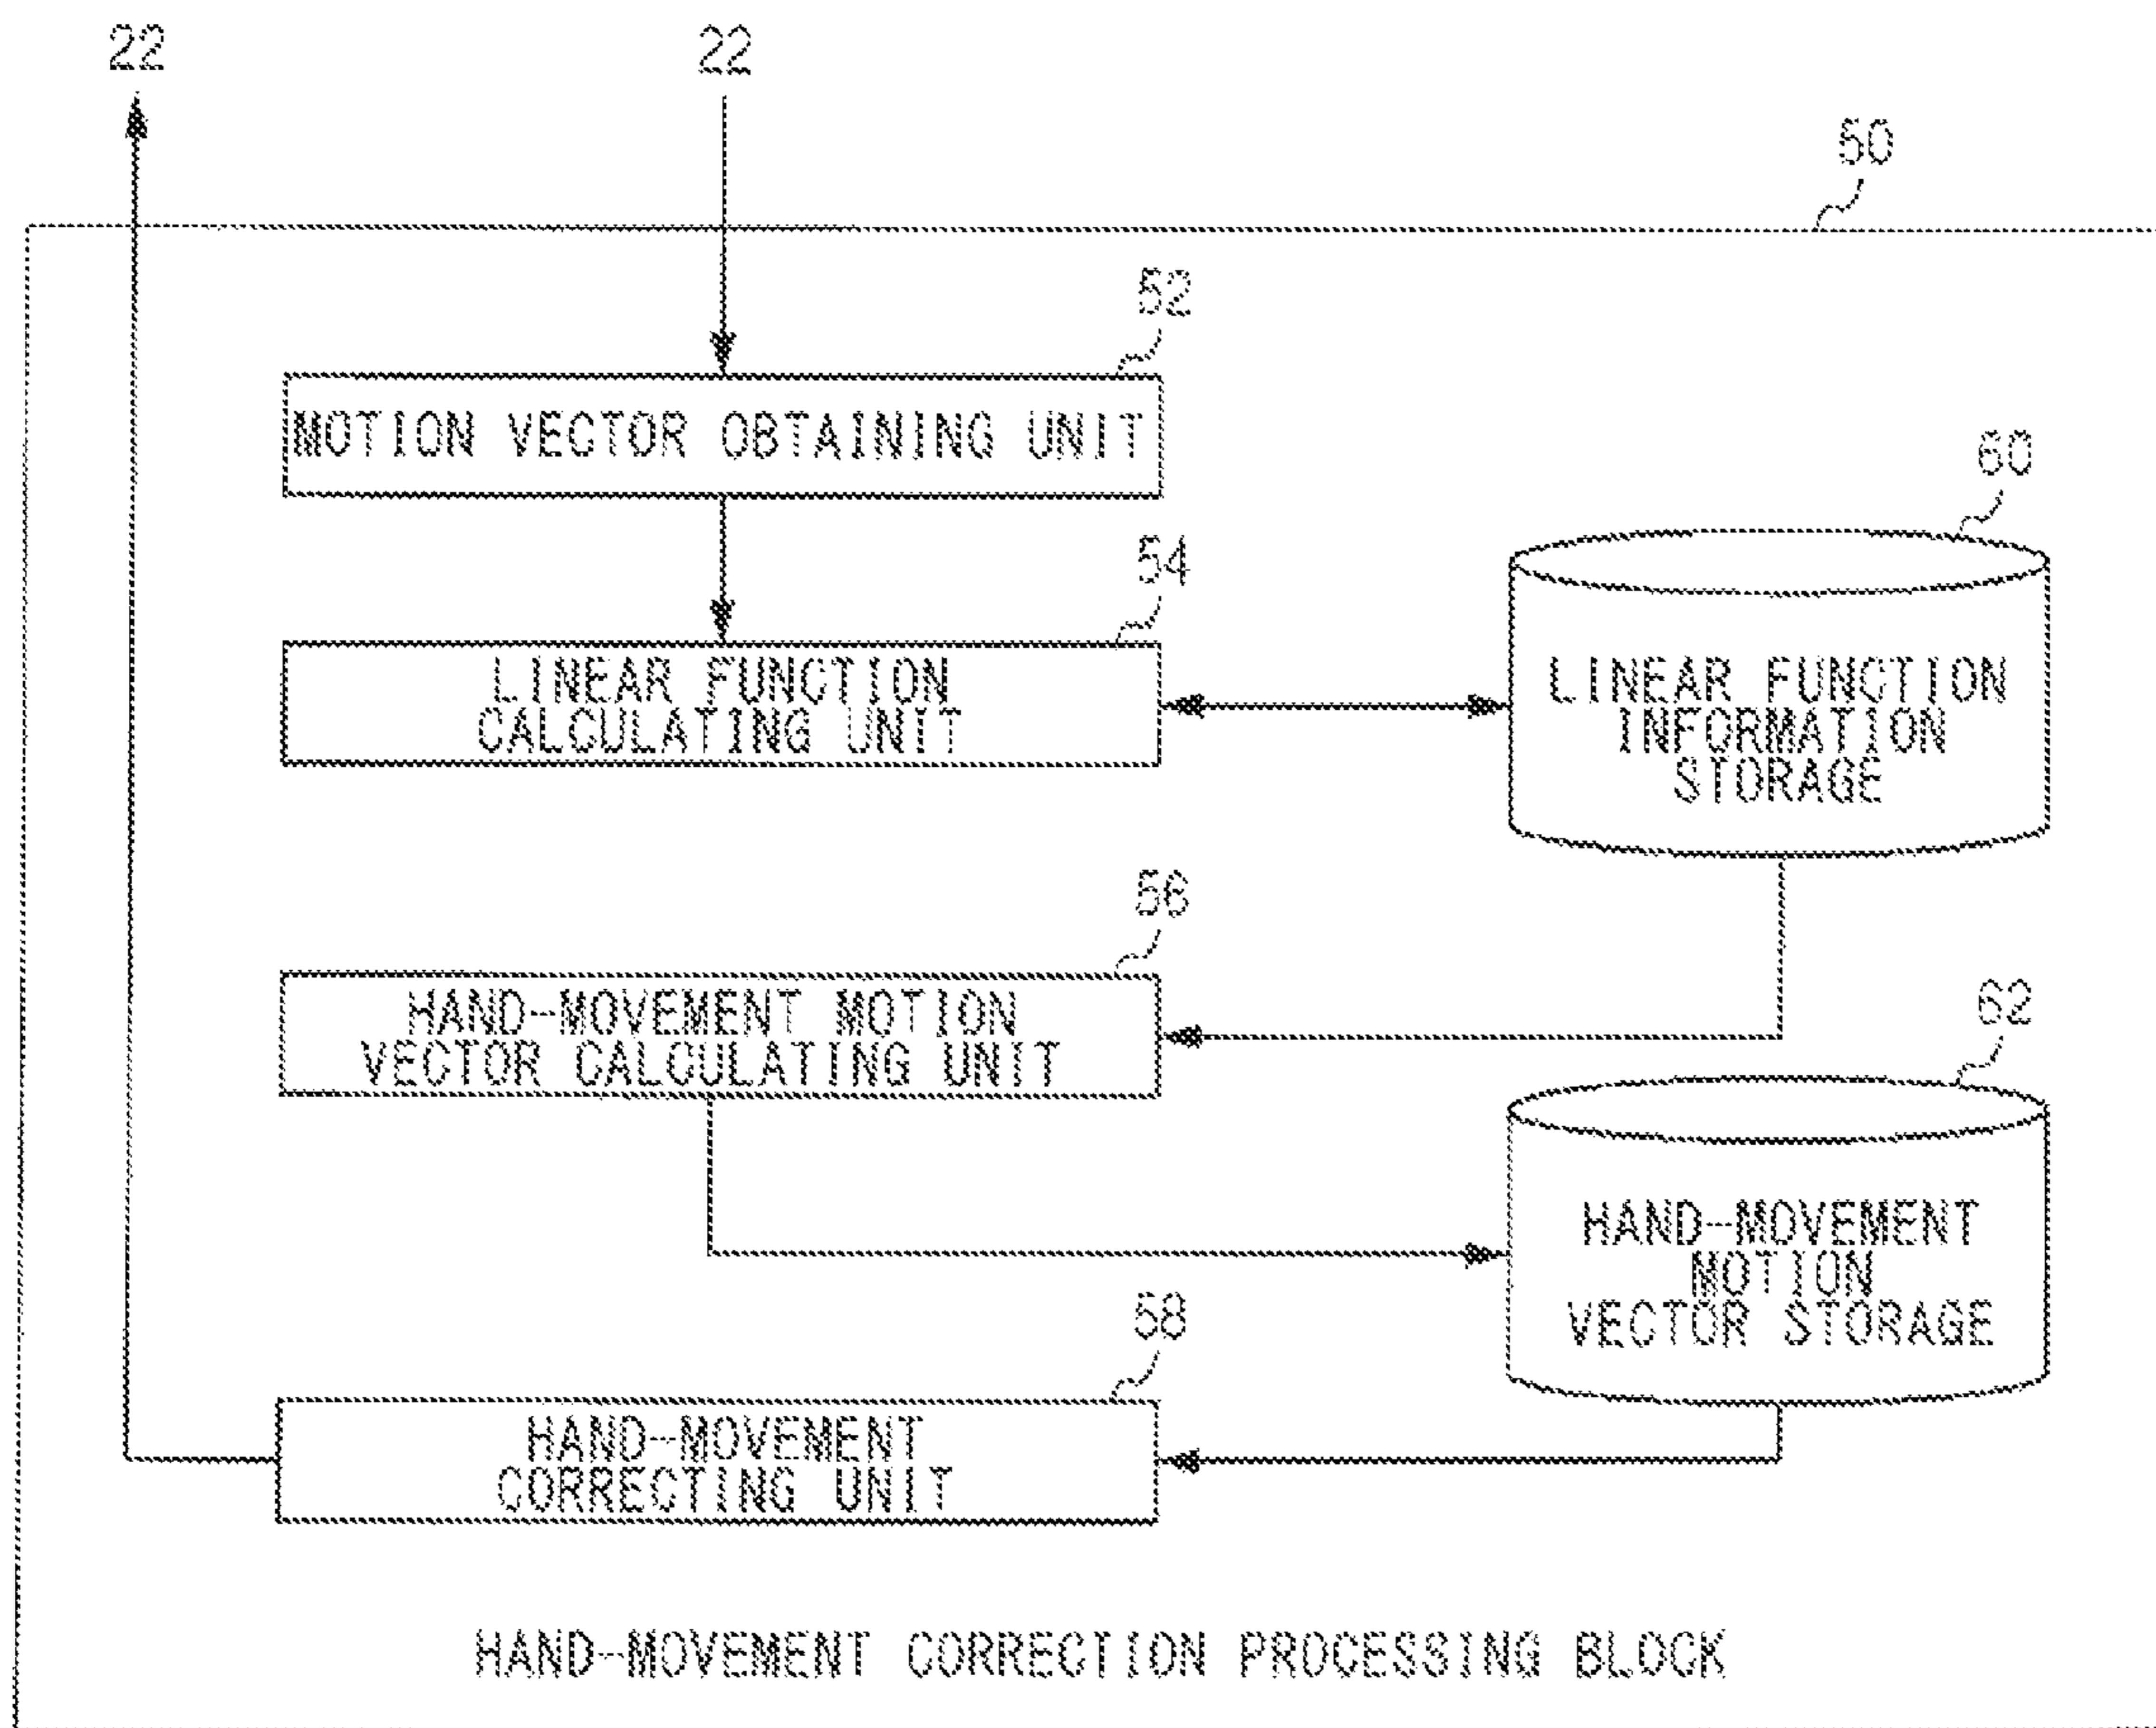 22
22
50
52
MOTION VECTOR OBTAINING UNIT
60
54
LINEAR FUNCTION
CALCULATING UNIT
LINEAR FUNCTION
INFORMATION
STORAGE
56
HAND-MOVEMENT MOTION
VECTOR CALCULATING UNIT
62
HAND-MOVEMENT
MOTION
VECTOR STORAGE
58
HAND-MOVEMENT
CORRECTING UNIT
HAND-MOVEMENT CORRECTION PROCESSING BLOCK